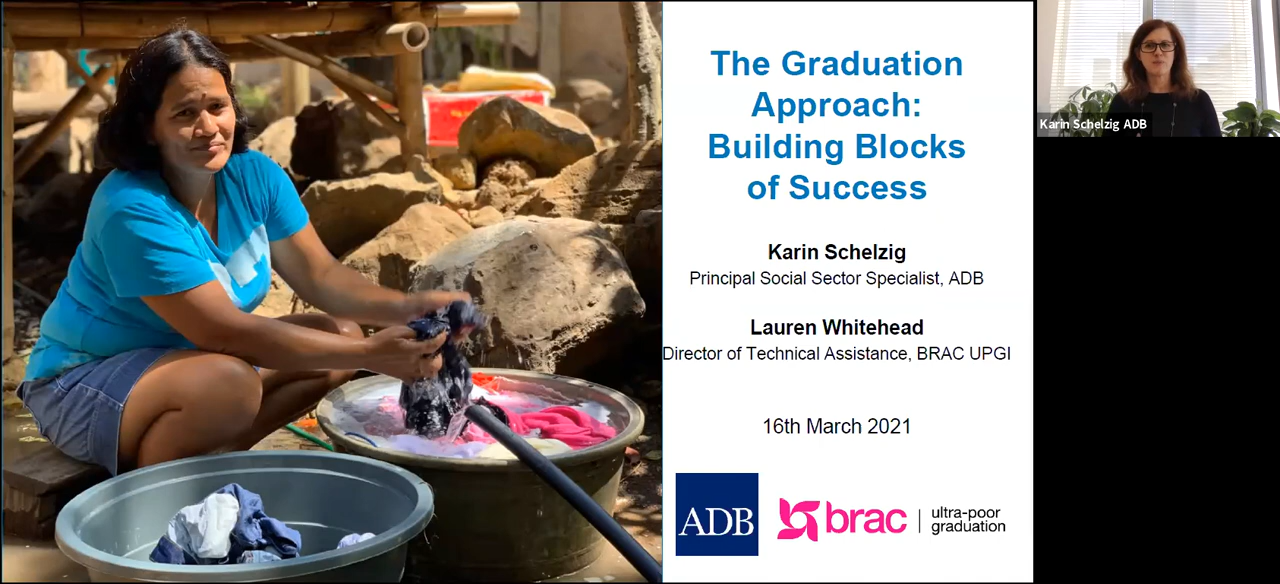 The Graduation
Approach:
Building Blocks
of Success
Karin Schelzig
Principal Social Sector Specialist, ADB
Lauren Whitehead
Director of Technical Assistance, BRAC UPGI
16th March 2021
ADB
brac
ultra-poor
graduation
Karin Schelzig ADB